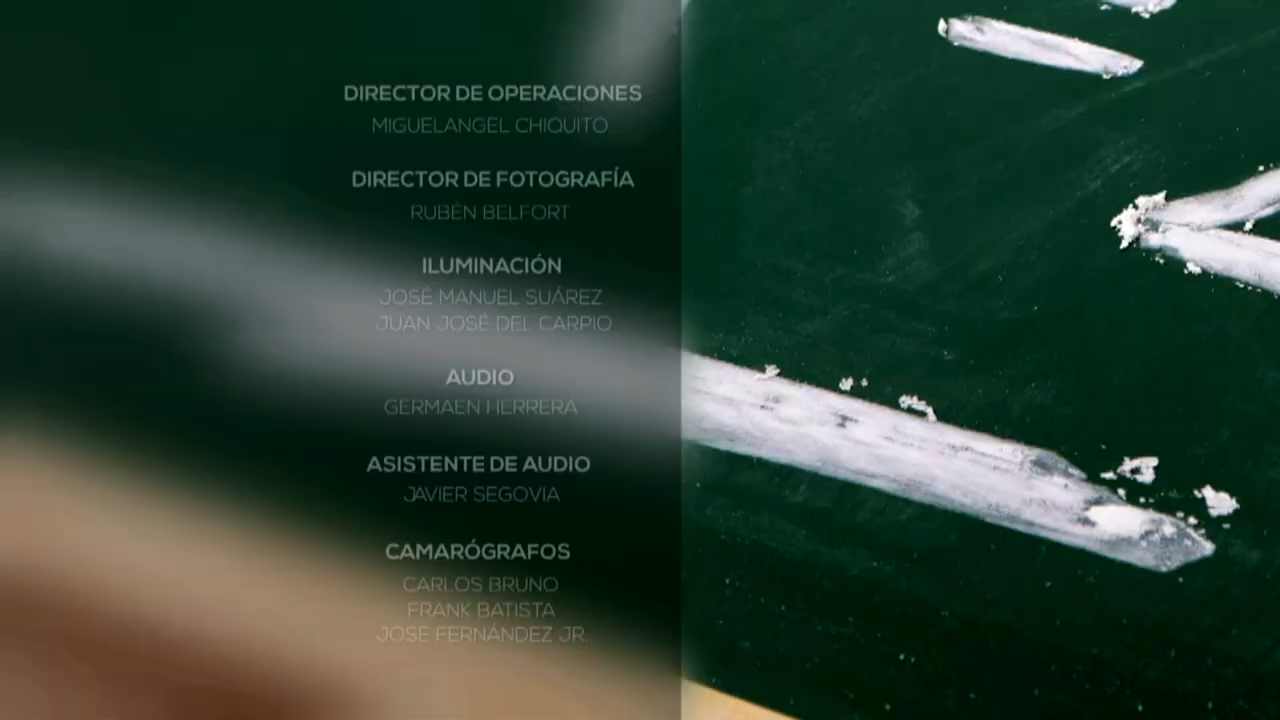 DIRECTOR DE OPERACIONES
MIGUELANGEL CHIQUITO
DIRECTOR DE FOTOGRAFÍA
RUBÉN BELFORT
ILUMINACIÓN
JOSÉ MANUEL SUÁREZ
JUAN JOSÉ DEL CARPIO
AUDIO
GERMAEN HERRERA
ASISTENTE DE AUDIO
JAVIER SEGOVIA
CAMARÓGRAFOS
CARLOS BRUNO
FRANK BATISTA
JOSE FERNÁNDEZ JR.